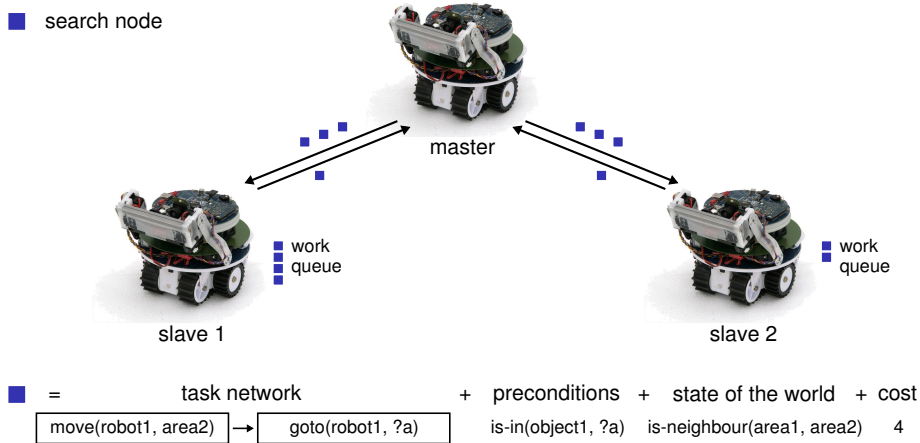 search node
master
work
queue
work
queue
slave 1
slave 2
= task network + preconditions + state of the world + cost
move(robot1, area2) goto(robot1, ?a) is-in(object1, ?a) is-neighbour(area1, area2) 4